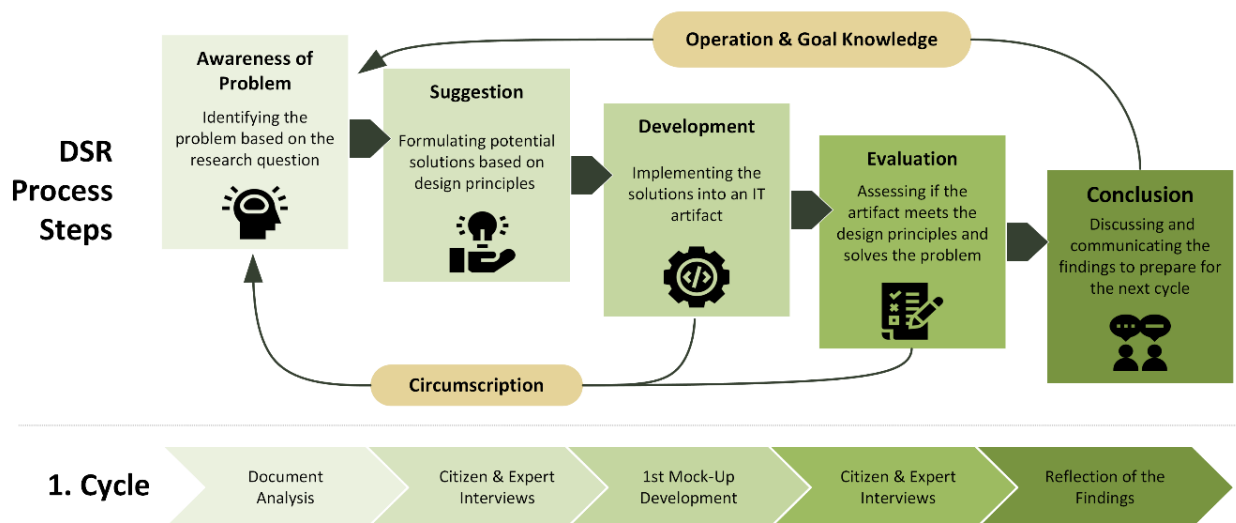 Operation & Goal Knowledge
DSR
Process
Steps
Awareness of
Problem
Identifying the
problem based on the
research question
Suggestion
Formulating potential
solutions based on
design principles
Development
Implementing the
solutions into an IT
artifact
Evaluation
Assessing if the
artifact meets the
design principles and
solves the problem
Conclusion
Discussing and
communicating the
findings to prepare for
the next cycle
Circumscription
1. Cycle
Document
Analysis
Citizen & Expert
Interviews
1st Mock-Up
Development
Citizen & Expert
Interviews
Reflection of the
Findings